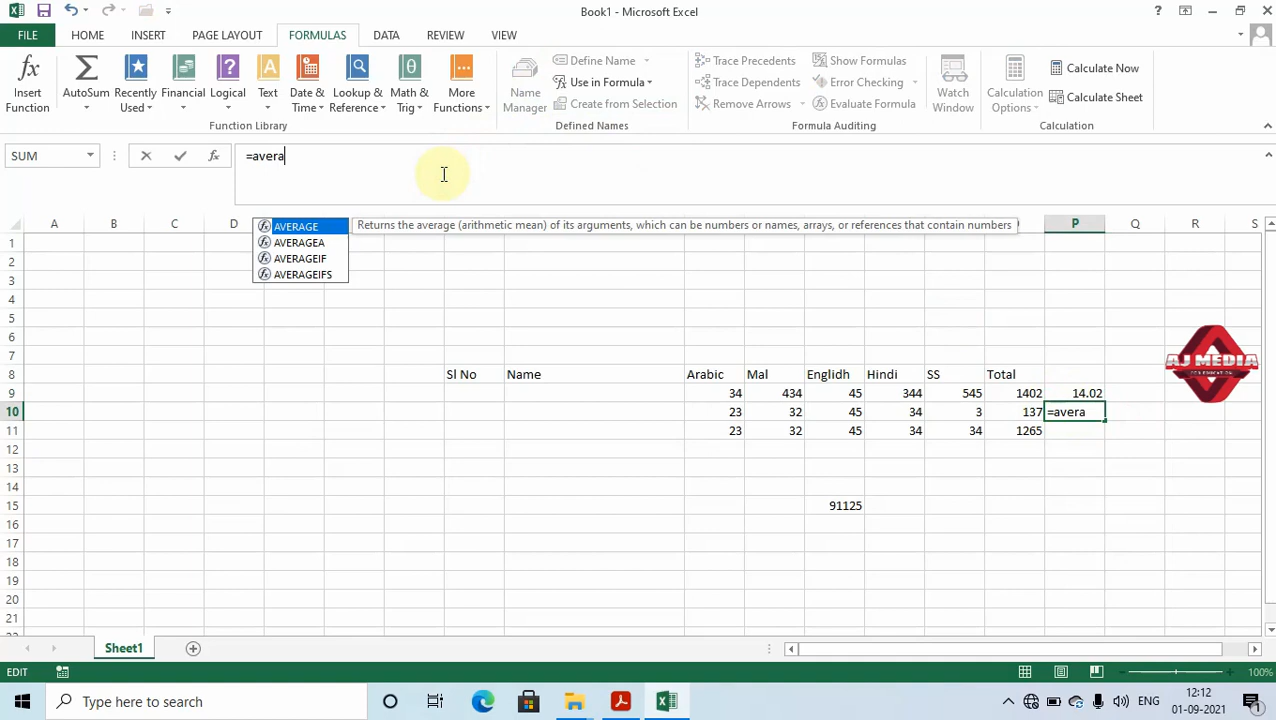 Book1 - Microsoft Excel
FILE HOME INSERT PAGE LAYOUT FORMULAS DATA REVIEW VIEW
Insert Function
AutoSum
Recently Used
Financial
Logical
Text
Date & Time
Lookup & Reference
Math & Trig
More Functions
Function Library
Name Manager
Define Name
Use in Formula
Create from Selection
Defined Names
Trace Precedents
Trace Dependents
Remove Arrows
Show Formulas
Error Checking
Evaluate Formula
Formula Auditing
Watch Window
Calculation Options
Calculate Now
Calculate Sheet
Calculation
SUM
fx
=avera
AVERAGE
AVERAGEA
AVERAGEIF
AVERAGEIFS
Returns the average (arithmetic mean) of its arguments, which can be numbers or names, arrays, or references that contain numbers
A B C D P Q R S
1
2
3
4
5
6
7
8 Sl No Name Arabic Mal Englidh Hindi SS Total
9 34 434 45 344 545 1402 14.02
10 23 32 45 34 3 137 =avera
11 23 32 45 34 34 1265
12
13
14
15 91125
16
17
18
19
20
21
AJ MEDIA
FOR EDUCATION
Sheet1
EDIT
100%
Type here to search
12:12
01-09-2021